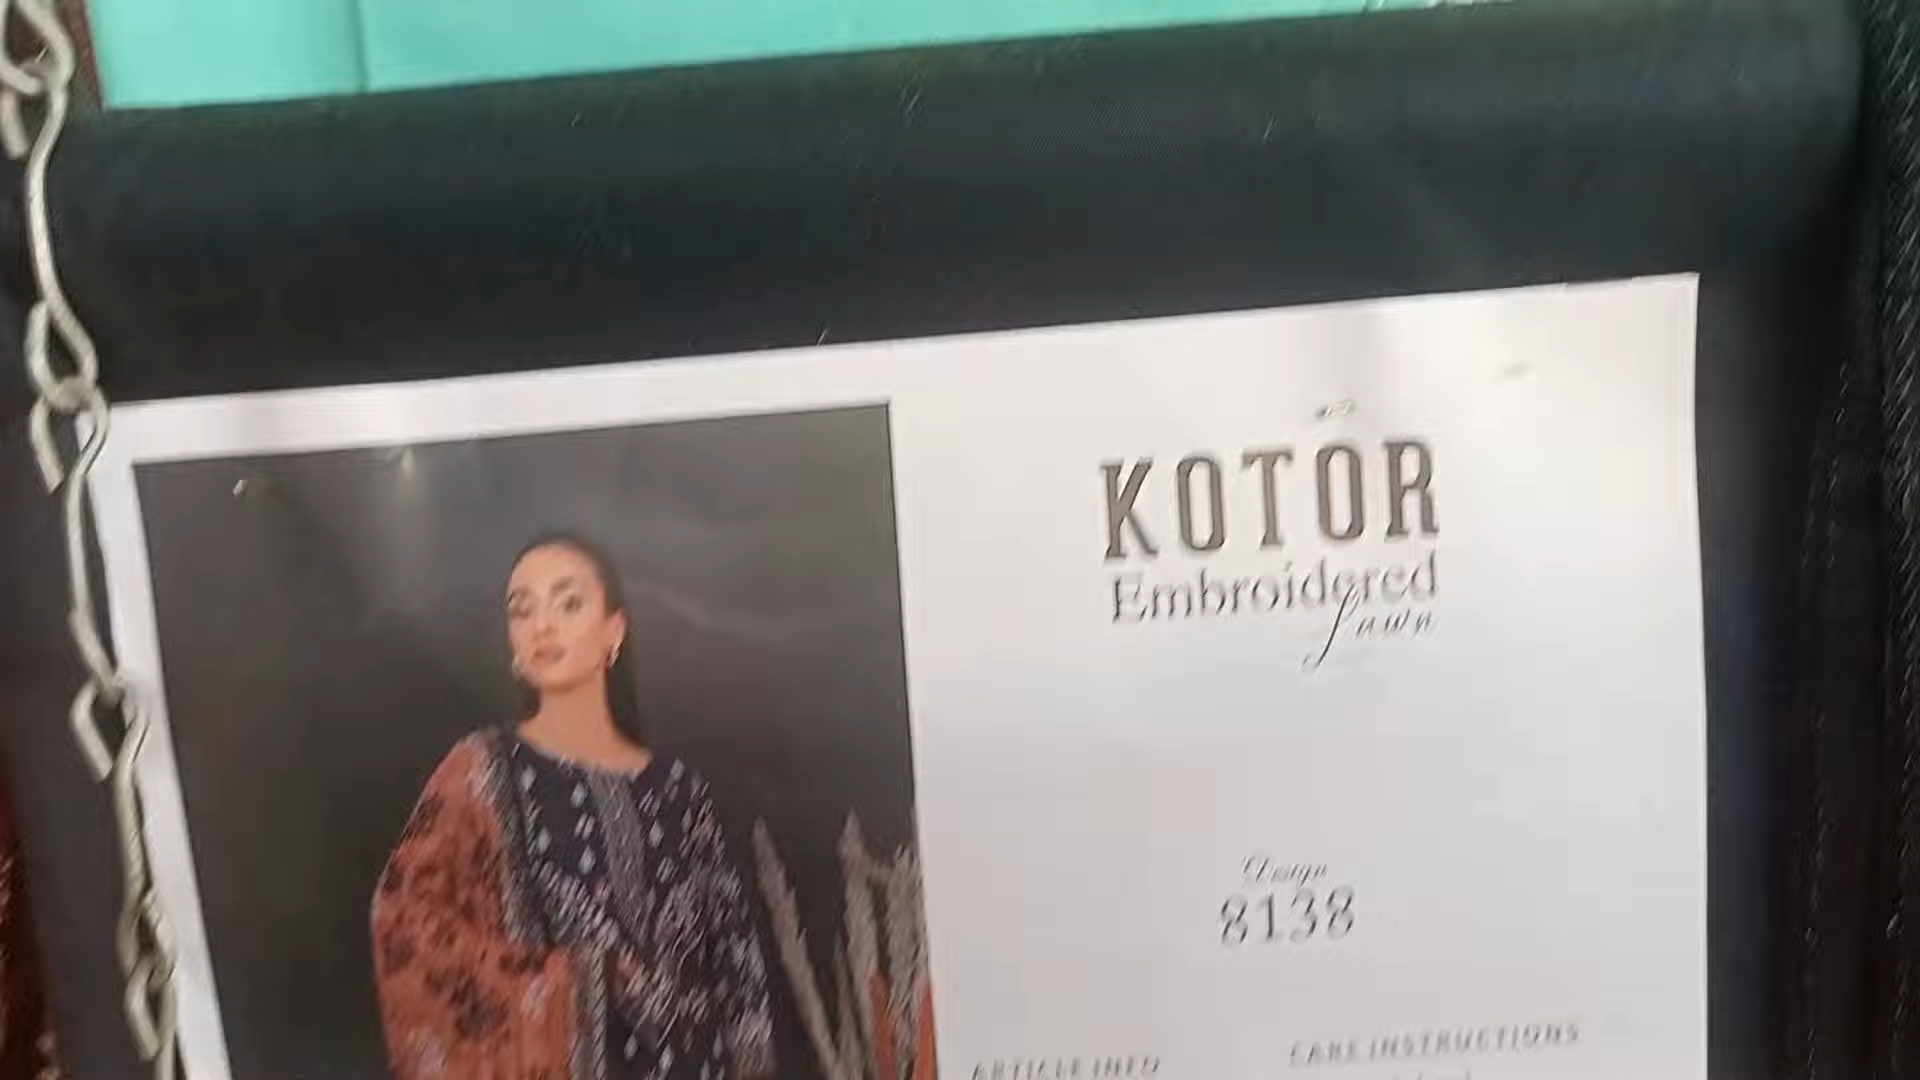 KOTOR
Embroidered
Lawn
Design
8138
ARTICLE INFO
CARE INSTRUCTIONS